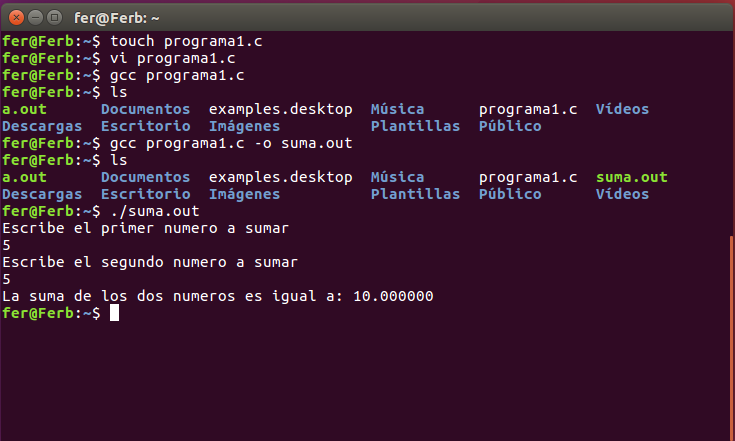 fer@Ferb: ~
fer@Ferb:~$ touch programa1.c
fer@Ferb:~$ vi programa1.c
fer@Ferb:~$ gcc programa1.c
fer@Ferb:~$ ls
a.out      Documentos  examples.desktop  Música      programa1.c  Vídeos
Descargas  Escritorio  Imágenes          Plantillas  Público
fer@Ferb:~$ gcc programa1.c -o suma.out
fer@Ferb:~$ ls
a.out      Documentos  examples.desktop  Música      programa1.c  suma.out
Descargas  Escritorio  Imágenes          Plantillas  Público      Vídeos
fer@Ferb:~$ ./suma.out
Escribe el primer numero a sumar
5
Escribe el segundo numero a sumar
5
La suma de los dos numeros es igual a: 10.000000
fer@Ferb:~$